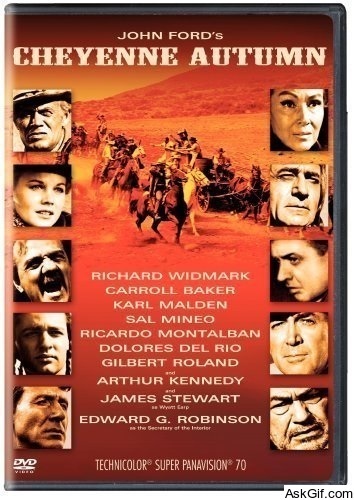 JOHN FORD's
CHEYENNE AUTUMN
RICHARD WIDMARK
CARROLL BAKER
KARL MALDEN
SAL MINEO
RICARDO MONTALBAN
DOLORES DEL RIO
GILBERT ROLAND
and
ARTHUR KENNEDY
and
JAMES STEWART
as Wyatt Earp
EDWARD G. ROBINSON
as the Secretary of the Interior
DVD
VIDEO
TECHNICOLOR® SUPER PANAVISION® 70
AskGif.com